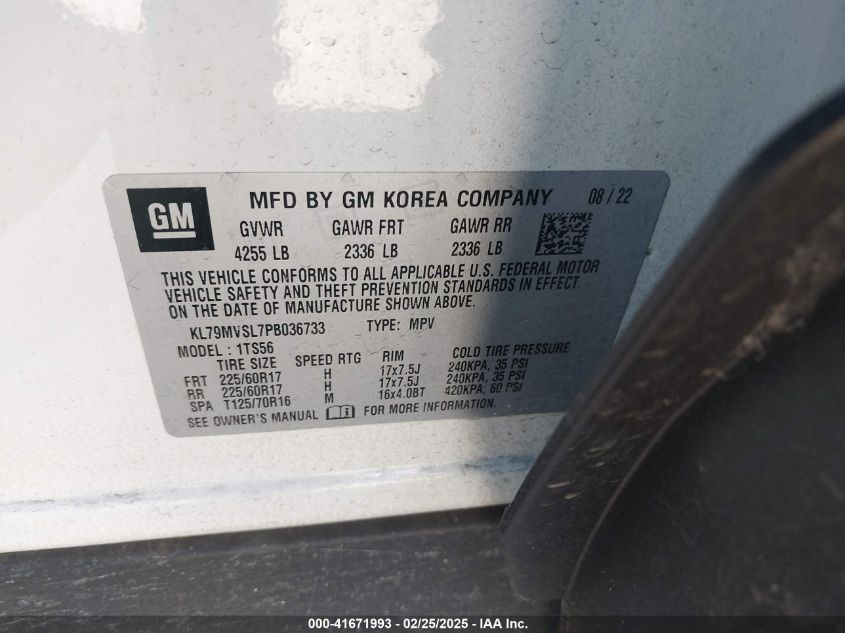 GM
MFD BY GM KOREA COMPANY 08 / 22
GVWR GAWR FRT GAWR RR
4255 LB 2336 LB 2336 LB
THIS VEHICLE CONFORMS TO ALL APPLICABLE U.S. FEDERAL MOTOR
VEHICLE SAFETY AND THEFT PREVENTION STANDARDS IN EFFECT
ON THE DATE OF MANUFACTURE SHOWN ABOVE.
KL79MVSL7PB036733 TYPE: MPV
MODEL : 1TS56
TIRE SIZE SPEED RTG RIM COLD TIRE PRESSURE
FRT 225/60R17 H 17x7.5J 240KPA, 35 PSI
RR 225/60R17 H 17x7.5J 240KPA, 35 PSI
SPA T125/70R16 M 16x4.0BT 420KPA, 60 PSI
SEE OWNER'S MANUAL FOR MORE INFORMATION.
000-41671993 - 02/25/2025 - IAA Inc.